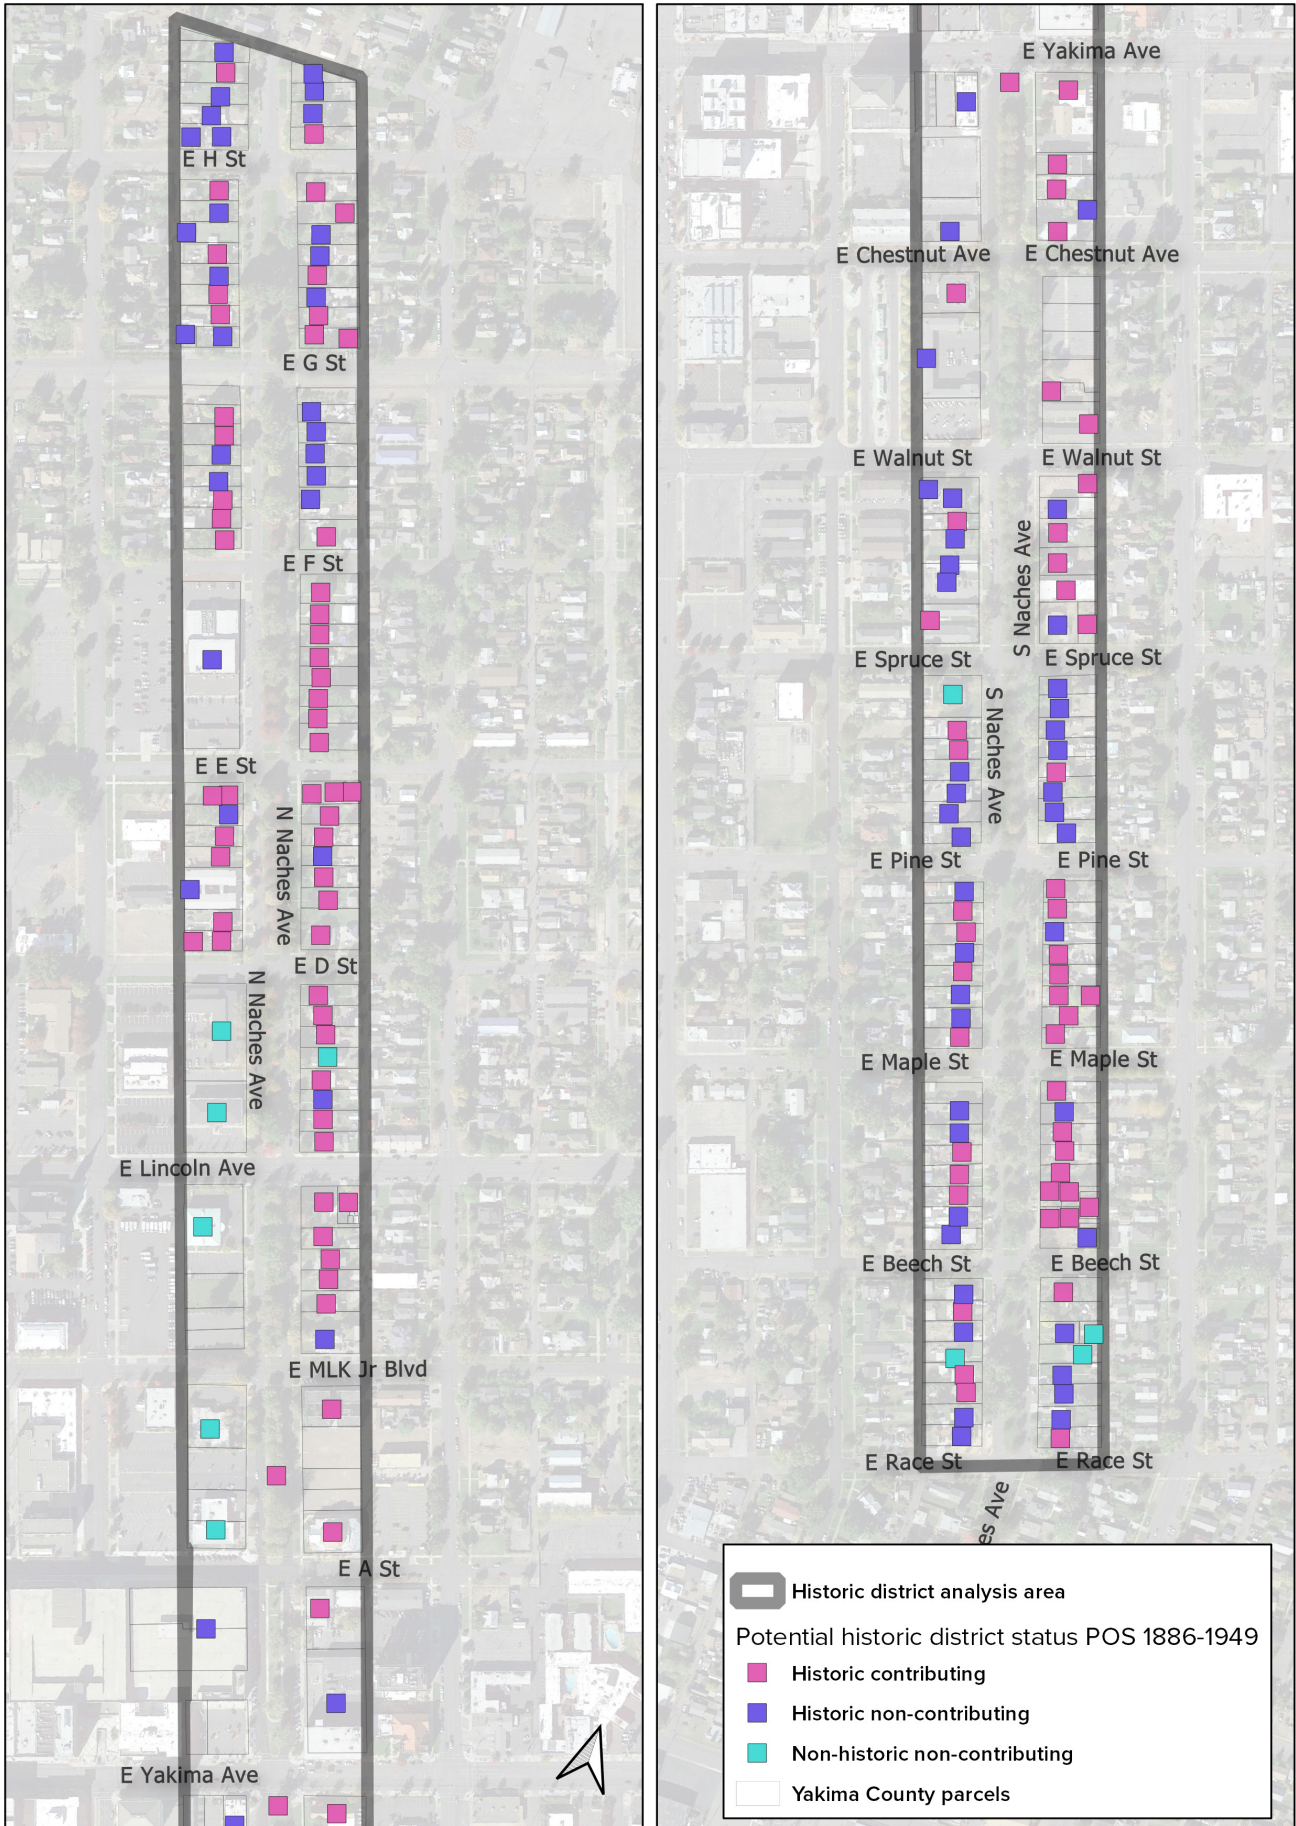 E H St
E G St
E F St
E E St
N Naches Ave
E D St
N Naches Ave
E Lincoln Ave
E MLK Jr Blvd
E A St
E Yakima Ave
E Yakima Ave
E Chestnut Ave
E Chestnut Ave
E Walnut St
E Walnut St
S Naches Ave
E Spruce St
E Spruce St
S Naches Ave
E Pine St
E Pine St
E Maple St
E Maple St
E Beech St
E Beech St
E Race St
E Race St
es Ave
Historic district analysis area
Potential historic district status POS 1886-1949
Historic contributing
Historic non-contributing
Non-historic non-contributing
Yakima County parcels